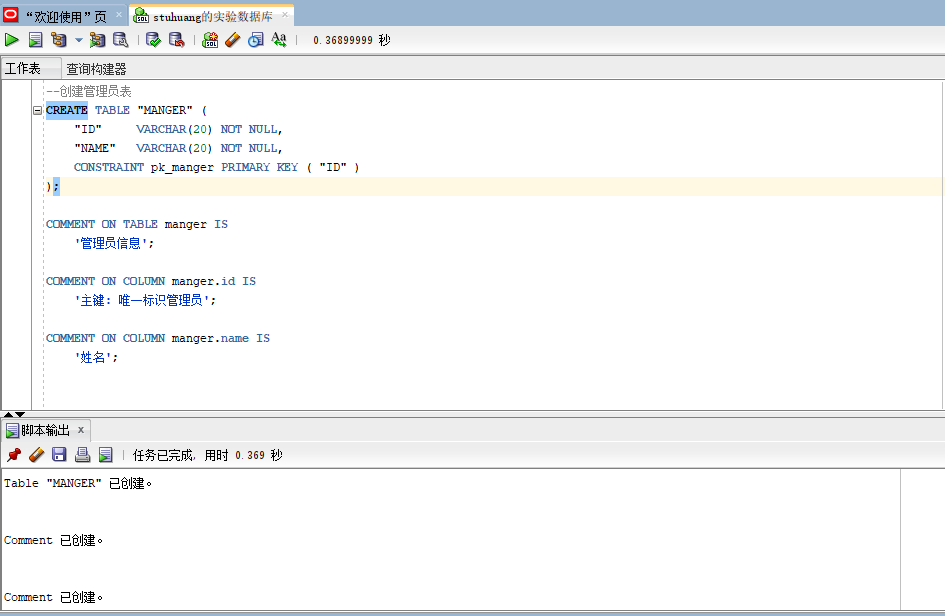 “欢迎使用”页
stuhuang的实验数据库
0.36899999 秒
工作表
查询构建器
--创建管理员表
CREATE TABLE "MANGER" (
"ID" VARCHAR(20) NOT NULL,
"NAME" VARCHAR(20) NOT NULL,
CONSTRAINT pk_manger PRIMARY KEY ( "ID" )
);
COMMENT ON TABLE manger IS
'管理员信息';
COMMENT ON COLUMN manger.id IS
'主键: 唯一标识管理员';
COMMENT ON COLUMN manger.name IS
'姓名';
脚本输出 x
任务已完成, 用时 0.369 秒
Table "MANGER" 已创建。
Comment 已创建。
Comment 已创建。